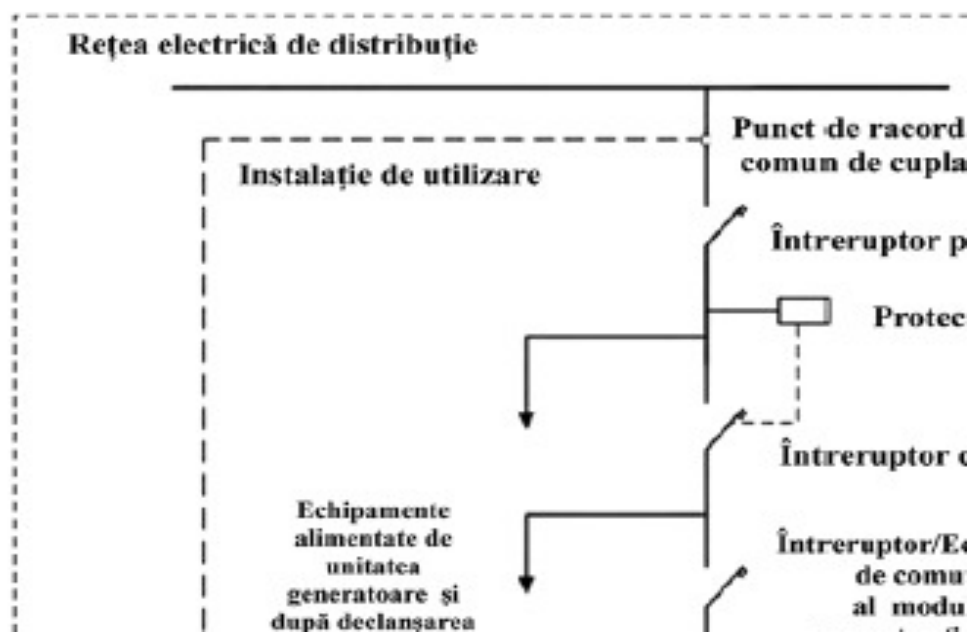 Rețea electrică de distribuție
Punct de racord
comun de cupla
Instalație de utilizare
Întreruptor p
Protec
Întreruptor
Echipamente
alimentate de
unitatea
generatoare și
după declanșarea
Întreruptor/Ec
de comu
al modu